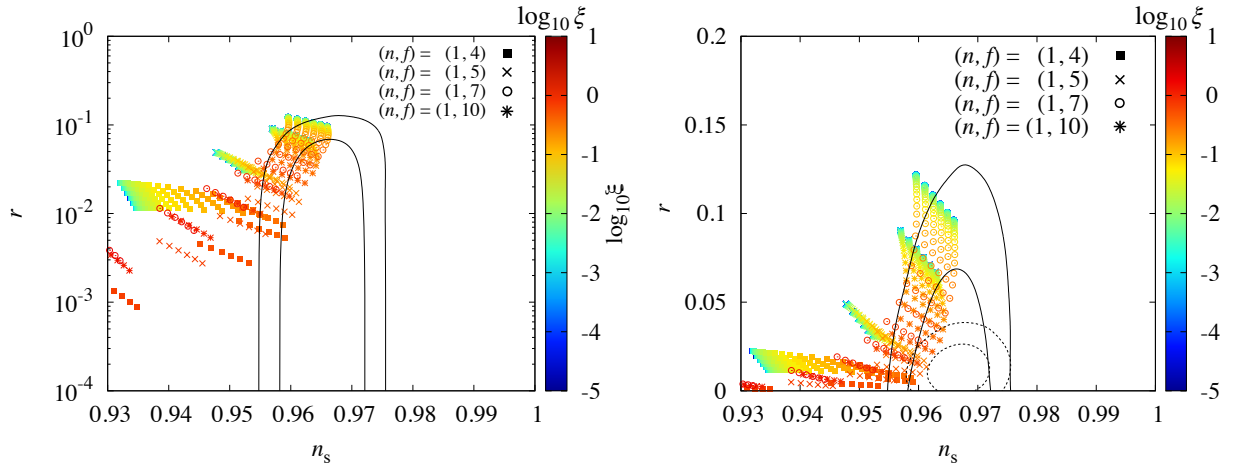 log₁₀ ξ
10⁰
10⁻¹
10⁻²
10⁻³
10⁻⁴
r
(n, f) = (1, 4)
(n, f) = (1, 5)
(n, f) = (1, 7)
(n, f) = (1, 10)
0.93 0.94 0.95 0.96 0.97 0.98 0.99 1
nₛ
1
0
-1
-2
-3
-4
-5
log₁₀ξ
log₁₀ ξ
0.2
0.15
0.1
0.05
0
r
(n, f) = (1, 4)
(n, f) = (1, 5)
(n, f) = (1, 7)
(n, f) = (1, 10)
0.93 0.94 0.95 0.96 0.97 0.98 0.99 1
nₛ
1
0
-1
-2
-3
-4
-5